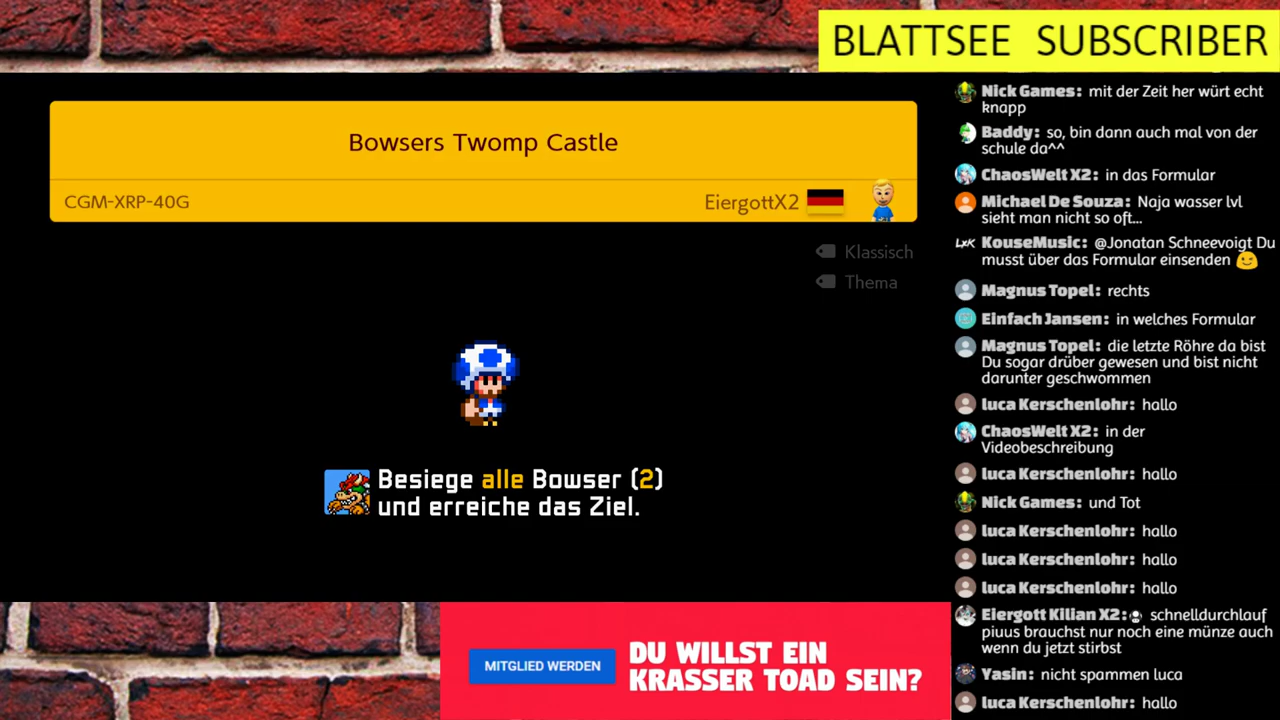 BLATTSEE SUBSCRIBER
Bowsers Twomp Castle
CGM-XRP-40G
EiergottX2
Klassisch
Thema
Besiege alle Bowser (2)
und erreiche das Ziel.
MITGLIED WERDEN
DU WILLST EIN
KRASSER TOAD SEIN?
Nick Games: mit der Zeit her würt echt
knapp
Baddy: so, bin dann auch mal von der
schule da^^
ChaosWelt X2: in das Formular
Michael De Souza: Naja wasser lvl
sieht man nicht so oft...
KouseMusic: @Jonatan Schneevoigt Du
musst über das Formular einsenden 😉
Magnus Topel: rechts
Einfach Jansen: in welches Formular
Magnus Topel: die letzte Röhre da bist
Du sogar drüber gewesen und bist nicht
darunter geschwommen
luca Kerschenlohr: hallo
ChaosWelt X2: in der
Videobeschreibung
luca Kerschenlohr: hallo
Nick Games: und Tot
luca Kerschenlohr: hallo
luca Kerschenlohr: hallo
luca Kerschenlohr: hallo
Eiergott Kilian X2: schnelldurchlauf
piuus brauchst nur noch eine münze auch
wenn du jetzt stirbst
Yasin: nicht spammen luca
luca Kerschenlohr: hallo